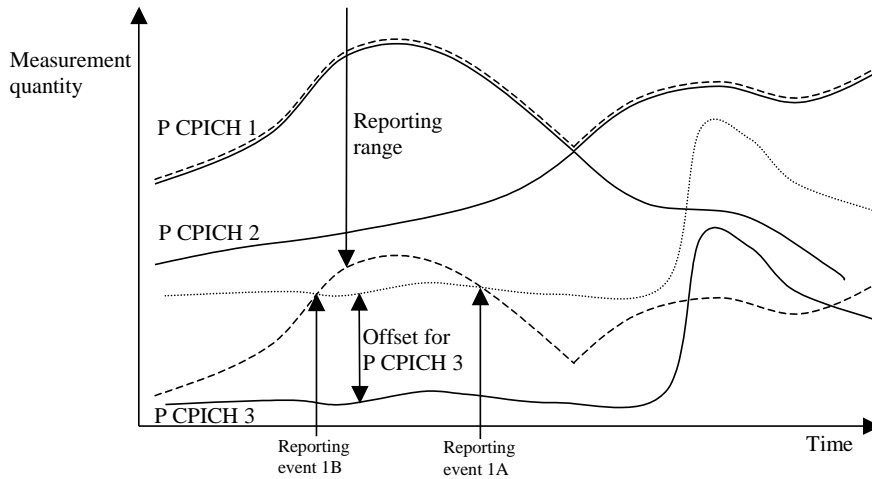 Measurement
quantity
P CPICH 1
Reporting
range
P CPICH 2
Offset for
P CPICH 3
P CPICH 3
Reporting
event 1B
Reporting
event 1A
Time